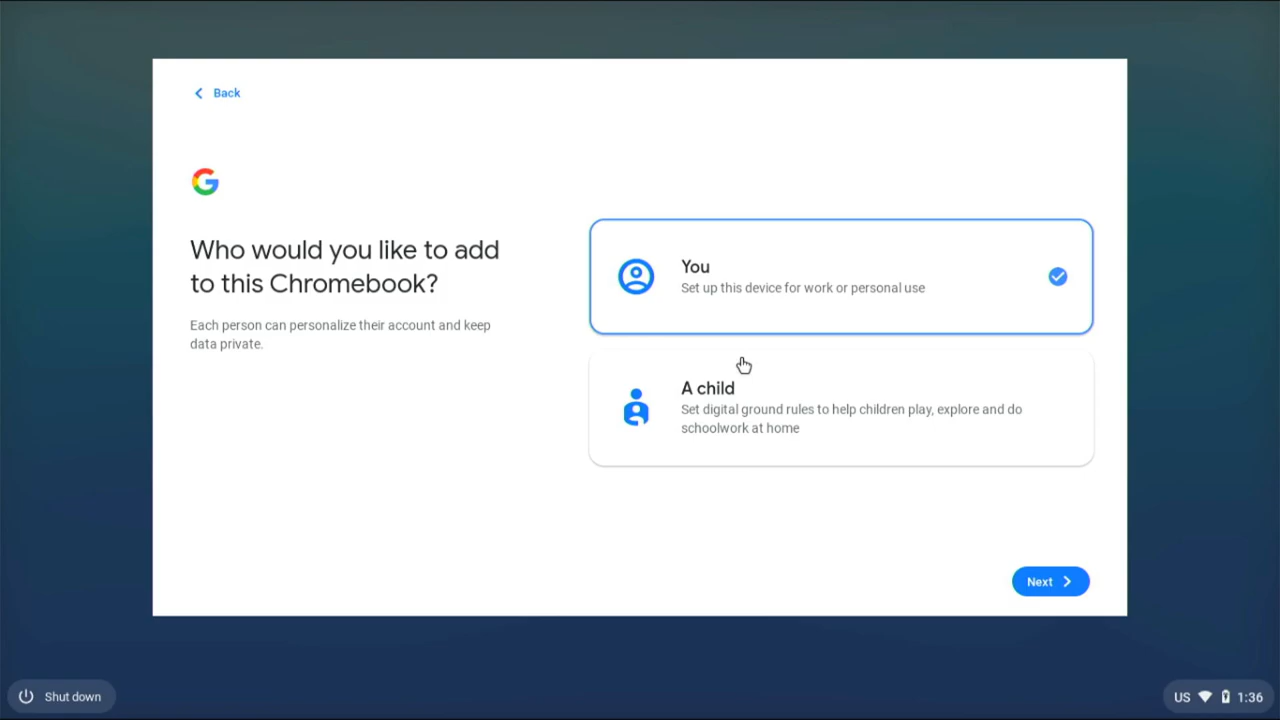 Back
Who would you like to add
to this Chromebook?
Each person can personalize their account and keep
data private.
You
Set up this device for work or personal use
A child
Set digital ground rules to help children play, explore and do
schoolwork at home
Next
Shut down
US 1:36